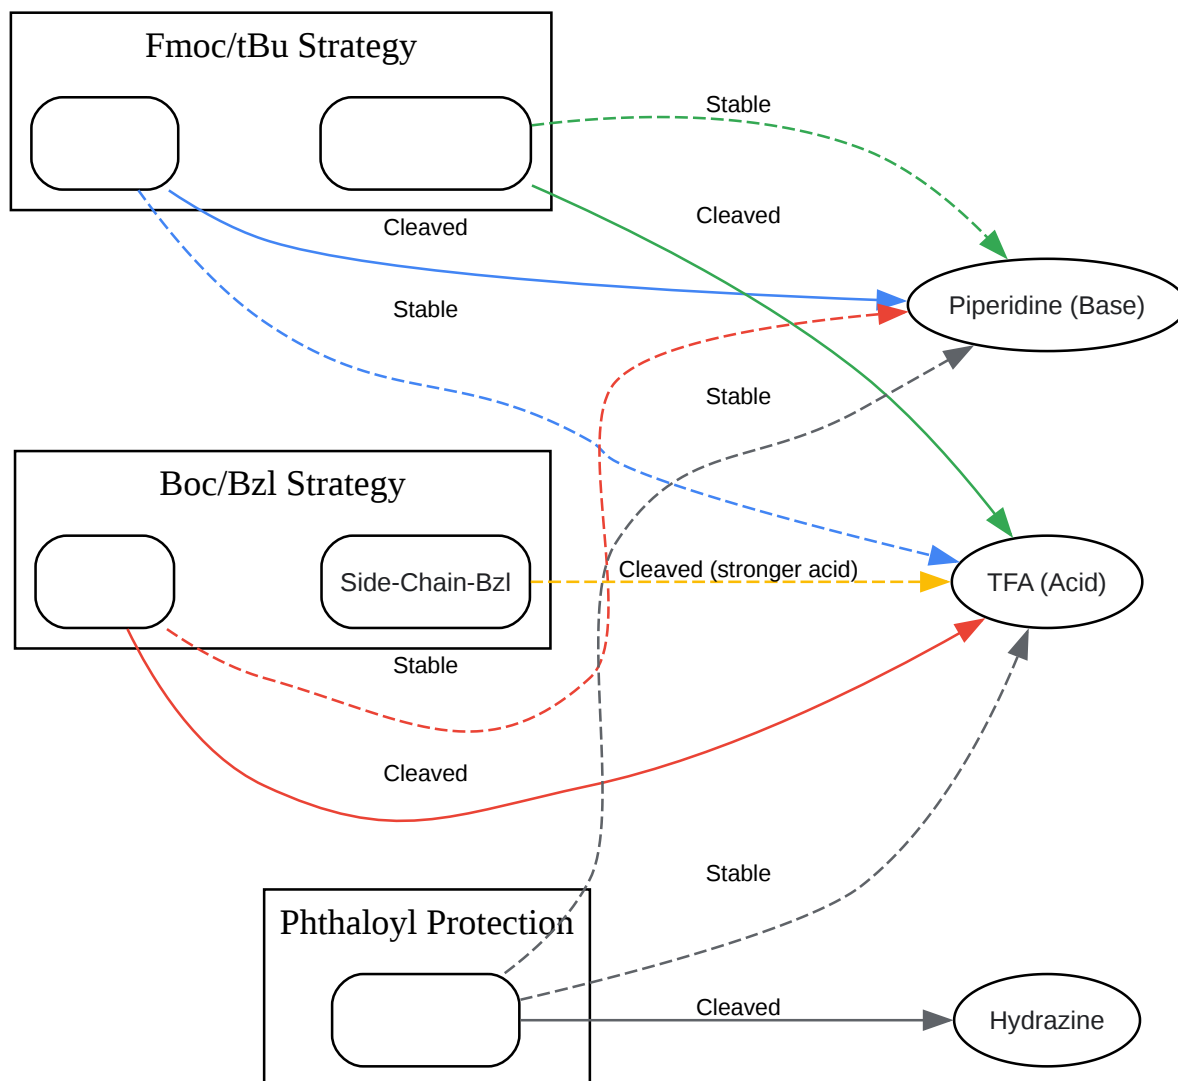 Fmoc/tBu Strategy
Stable
Cleaved
Cleaved
Stable
Piperidine (Base)
Stable
Boc/Bzl Strategy
Side-Chain-Bzl
Cleaved (stronger acid)
TFA (Acid)
Stable
Cleaved
Stable
Phthaloyl Protection
Cleaved
Hydrazine